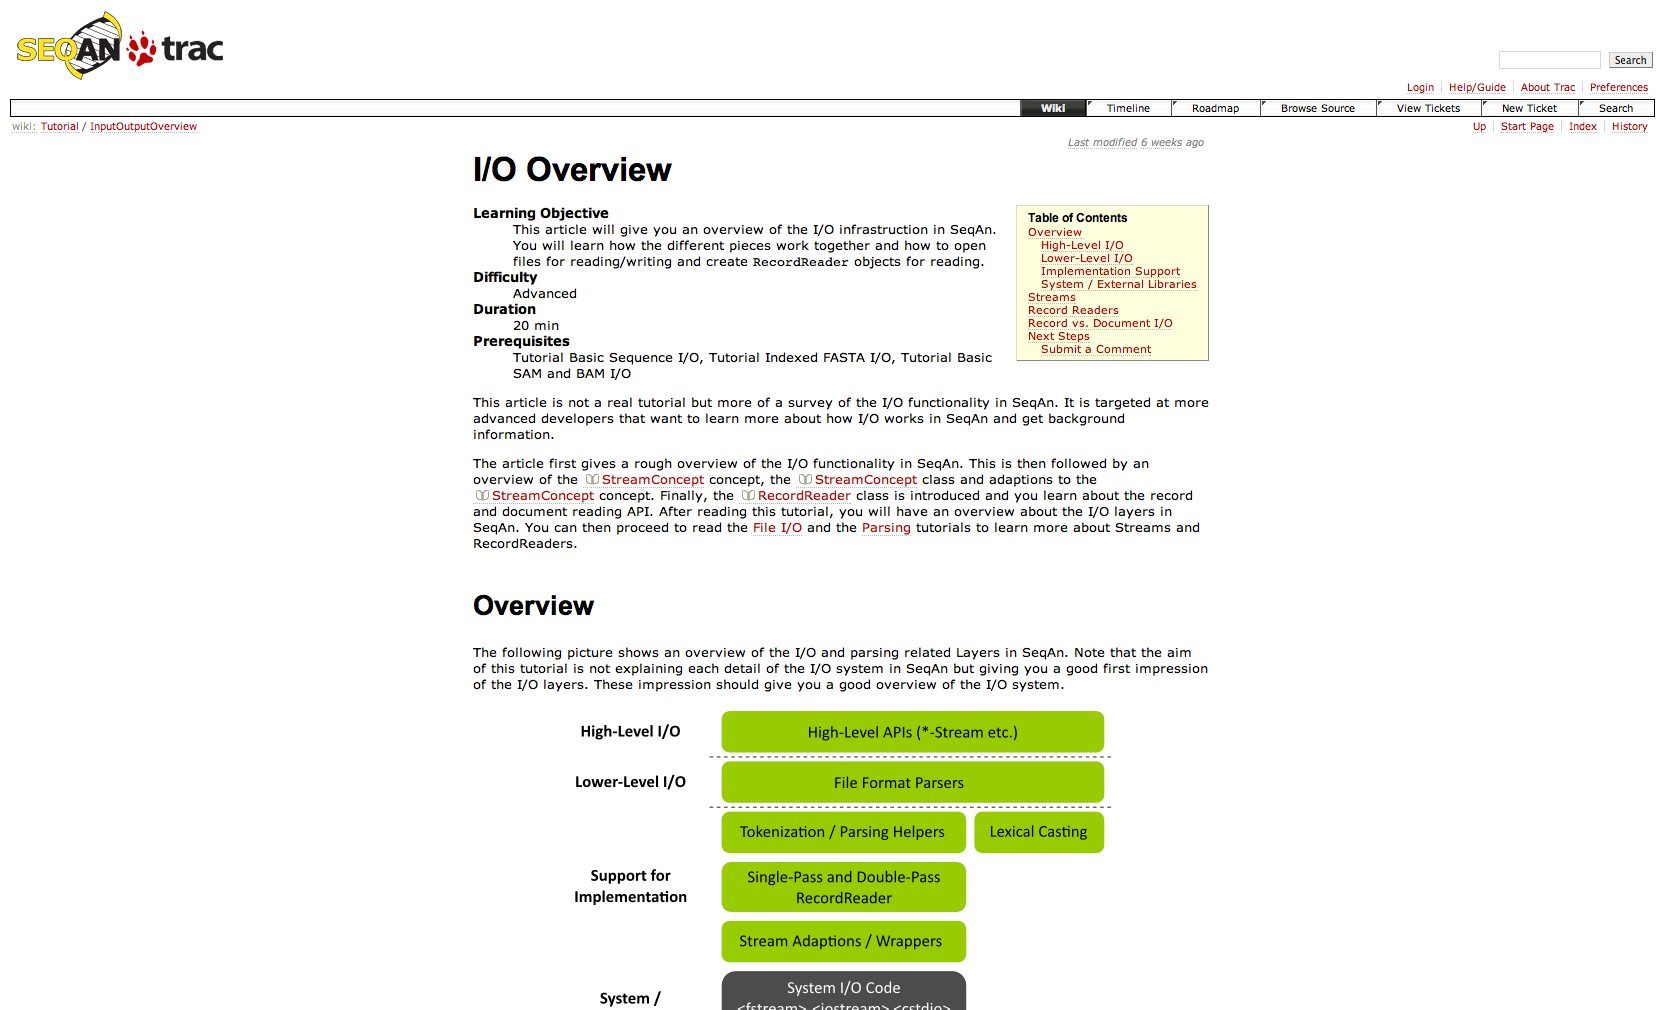 SEQAN trac
Search
Login Help/Guide About Trac Preferences
Wiki Timeline Roadmap Browse Source View Tickets New Ticket Search
wiki: Tutorial / InputOutputOverview
Up Start Page Index History
Last modified 6 weeks ago
I/O Overview
Learning Objective
This article will give you an overview of the I/O infrastruction in SeqAn.
You will learn how the different pieces work together and how to open
files for reading/writing and create RecordReader objects for reading.
Difficulty
Advanced
Duration
20 min
Prerequisites
Tutorial Basic Sequence I/O, Tutorial Indexed FASTA I/O, Tutorial Basic
SAM and BAM I/O
Table of Contents
Overview
High-Level I/O
Lower-Level I/O
Implementation Support
System / External Libraries
Streams
Record Readers
Record vs. Document I/O
Next Steps
Submit a Comment
This article is not a real tutorial but more of a survey of the I/O functionality in SeqAn. It is targeted at more
advanced developers that want to learn more about how I/O works in SeqAn and get background
information.
The article first gives a rough overview of the I/O functionality in SeqAn. This is then followed by an
overview of the StreamConcept concept, the StreamConcept class and adaptions to the
StreamConcept concept. Finally, the RecordReader class is introduced and you learn about the record
and document reading API. After reading this tutorial, you will have an overview about the I/O layers in
SeqAn. You can then proceed to read the File I/O and the Parsing tutorials to learn more about Streams and
RecordReaders.
Overview
The following picture shows an overview of the I/O and parsing related Layers in SeqAn. Note that the aim
of this tutorial is not explaining each detail of the I/O system in SeqAn but giving you a good first impression
of the I/O layers. These impression should give you a good overview of the I/O system.
High-Level I/O
High-Level APIs (*-Stream etc.)
Lower-Level I/O
File Format Parsers
Tokenization / Parsing Helpers
Lexical Casting
Support for
Implementation
Single-Pass and Double-Pass
RecordReader
Stream Adaptions / Wrappers
System /
System I/O Code
<fstream> <iostream> <cstdio>